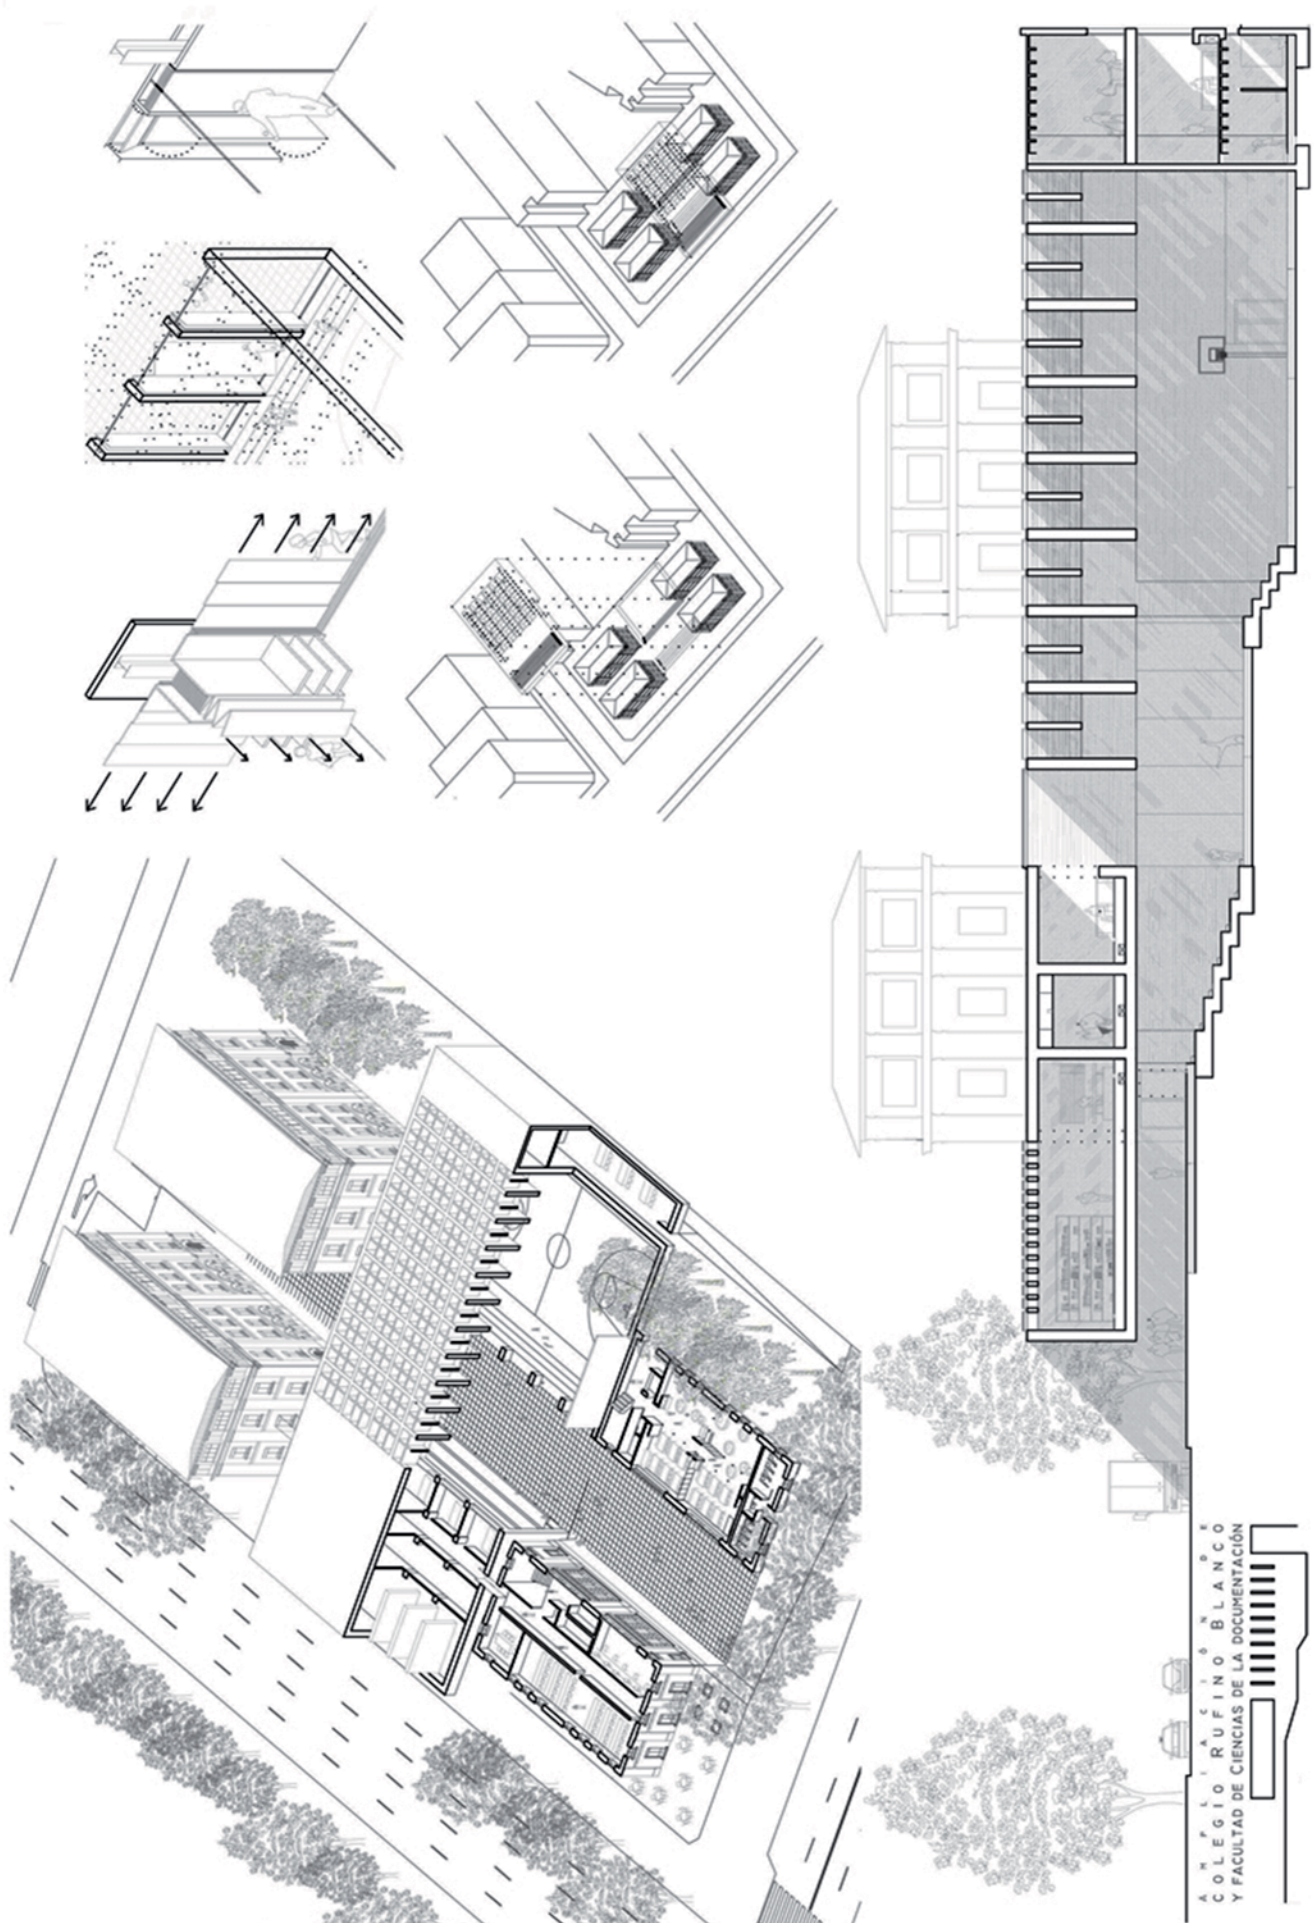 AMPLIACIÓN DE
COLEGIO RUFINO BLANCO
Y FACULTAD DE CIENCIAS DE LA DOCUMENTACIÓN